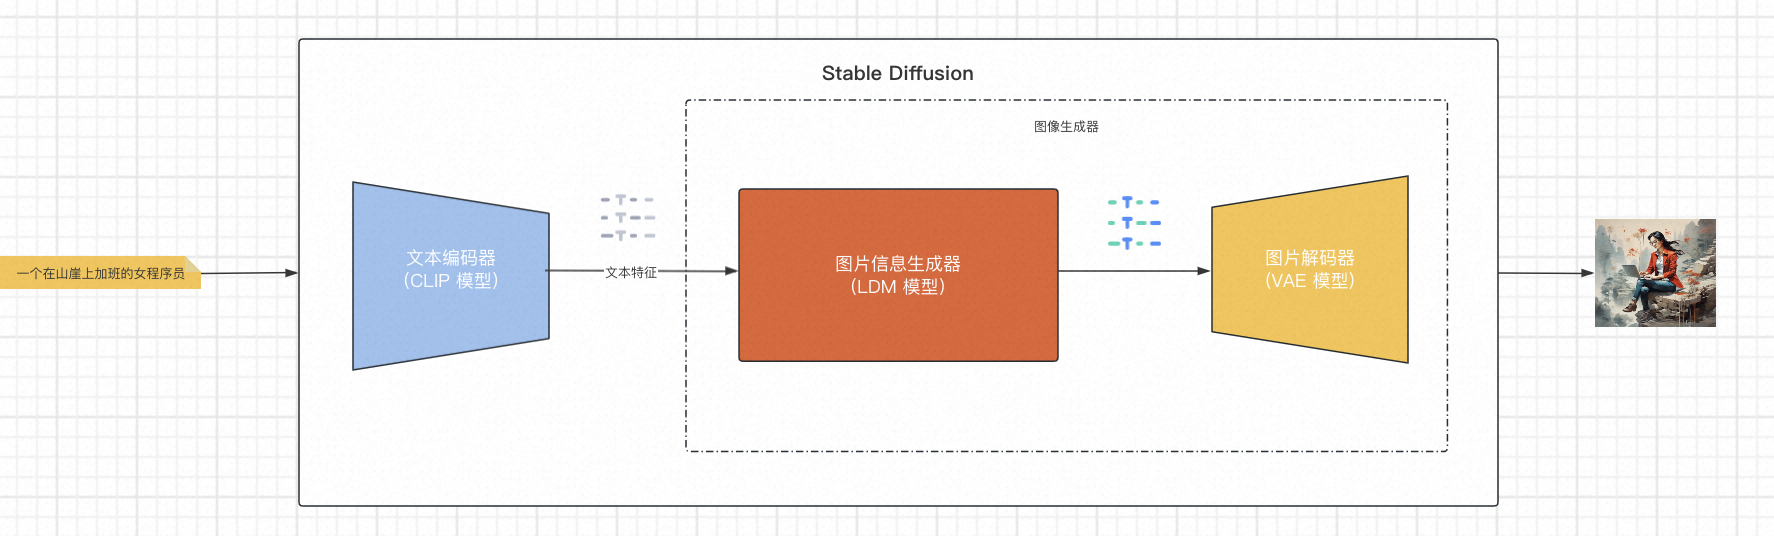 Stable Diffusion
图像生成器
一个在山崖上加班的女程序员
文本编码器
（CLIP 模型）
文本特征
图片信息生成器
（LDM 模型）
图片解码器
（VAE 模型）